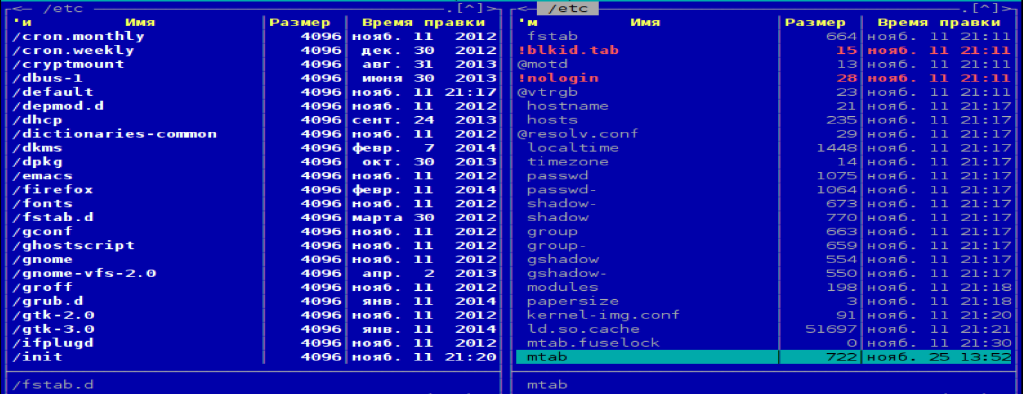 <─ /etc ─.[^]>
'и Имя Размер Время правки
/cron.monthly 4096 нояб. 11 2012
/cron.weekly 4096 дек. 30 2012
/cryptmount 4096 авг. 31 2013
/dbus-1 4096 июня 30 2013
/default 4096 нояб. 11 21:17
/depmod.d 4096 нояб. 11 2012
/dhcp 4096 сент. 24 2013
/dictionaries-common 4096 нояб. 11 2012
/dkms 4096 февр. 7 2014
/dpkg 4096 окт. 30 2013
/emacs 4096 нояб. 11 2012
/firefox 4096 февр. 11 2014
/fonts 4096 нояб. 11 2012
/fstab.d 4096 марта 30 2012
/gconf 4096 нояб. 11 2012
/ghostscript 4096 нояб. 11 2012
/gnome 4096 нояб. 11 2012
/gnome-vfs-2.0 4096 апр. 2 2013
/groff 4096 нояб. 11 2012
/grub.d 4096 янв. 11 2014
/gtk-2.0 4096 нояб. 11 2012
/gtk-3.0 4096 янв. 11 2014
/ifplugd 4096 нояб. 11 2012
/init 4096 нояб. 11 21:20
/fstab.d
<─ /etc ─.[^]>
'м Имя Размер Время правки
fstab 664 нояб. 11 21:11
!blkid.tab 15 нояб. 11 21:11
@motd 13 нояб. 11 21:11
!nologin 28 нояб. 11 21:11
@vtrgb 23 нояб. 11 21:11
hostname 21 нояб. 11 21:17
hosts 235 нояб. 11 21:17
@resolv.conf 29 нояб. 11 21:17
localtime 1448 нояб. 11 21:17
timezone 14 нояб. 11 21:17
passwd 1075 нояб. 11 21:17
passwd- 1064 нояб. 11 21:17
shadow- 673 нояб. 11 21:17
shadow 770 нояб. 11 21:17
group 663 нояб. 11 21:17
group- 659 нояб. 11 21:17
gshadow 554 нояб. 11 21:17
gshadow- 550 нояб. 11 21:17
modules 198 нояб. 11 21:18
papersize 3 нояб. 11 21:18
kernel-img.conf 91 нояб. 11 21:20
ld.so.cache 51697 нояб. 11 21:21
mtab.fuselock 0 нояб. 11 21:30
mtab 722 нояб. 25 13:52
mtab